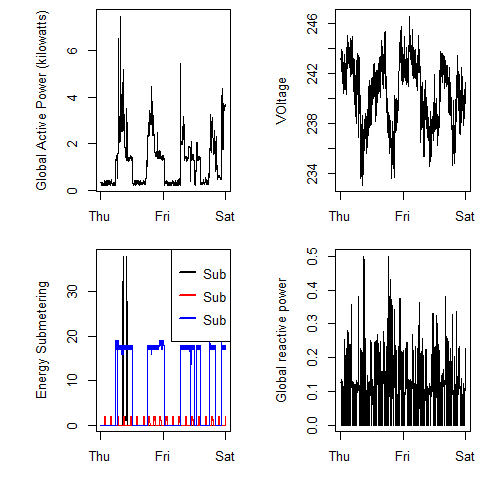 Global Active Power (kilowatts)
0 2 4 6
Thu Fri Sat
VOltage
234 238 242 246
Thu Fri Sat
Energy Submetering
0 10 20 30
Sub
Sub
Sub
Thu Fri Sat
Global reactive power
0.0 0.1 0.2 0.3 0.4 0.5
Thu Fri Sat